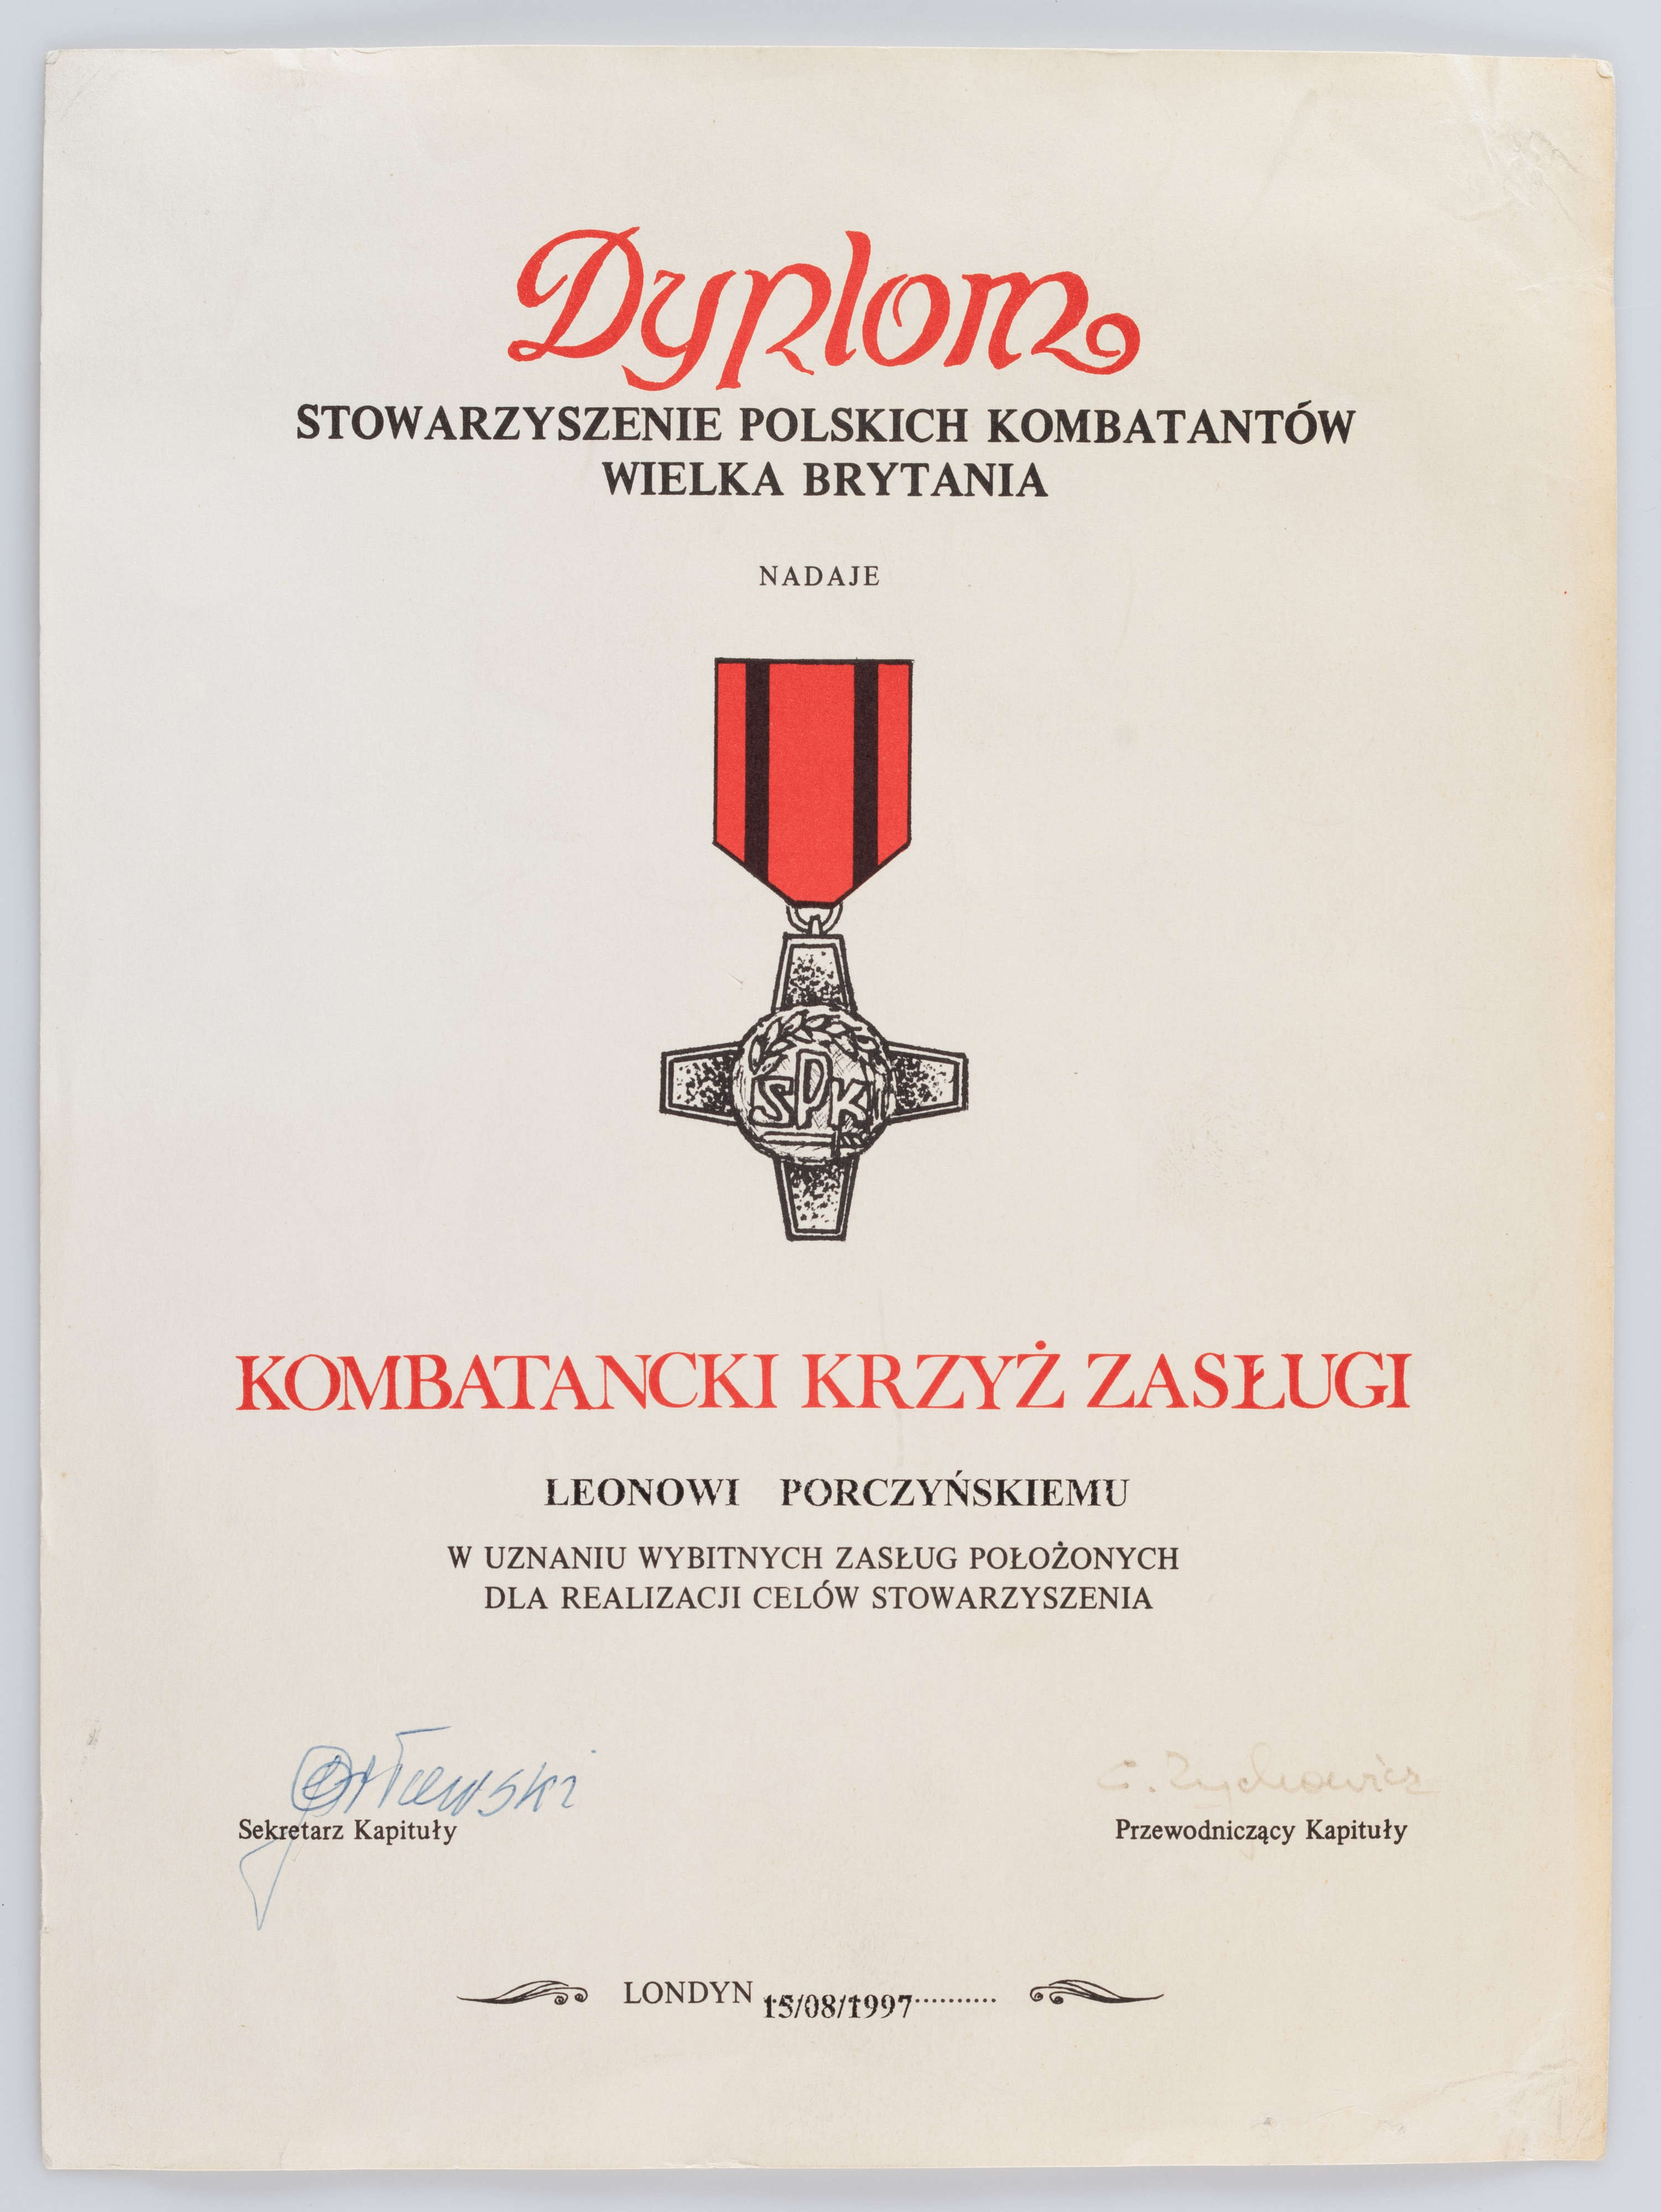 Dyplom
STOWARZYSZENIE POLSKICH KOMBATANTÓW
WIELKA BRYTANIA
NADAJE
SPK
KOMBATANCKI KRZYŻ ZASŁUGI
LEONOWI PORCZYŃSKIEMU
W UZNANIU WYBITNYCH ZASŁUG POŁOŻONYCH
DLA REALIZACJI CELÓW STOWARZYSZENIA
Sekretarz Kapituły
Przewodniczący Kapituły
LONDYN 15/08/1997..........